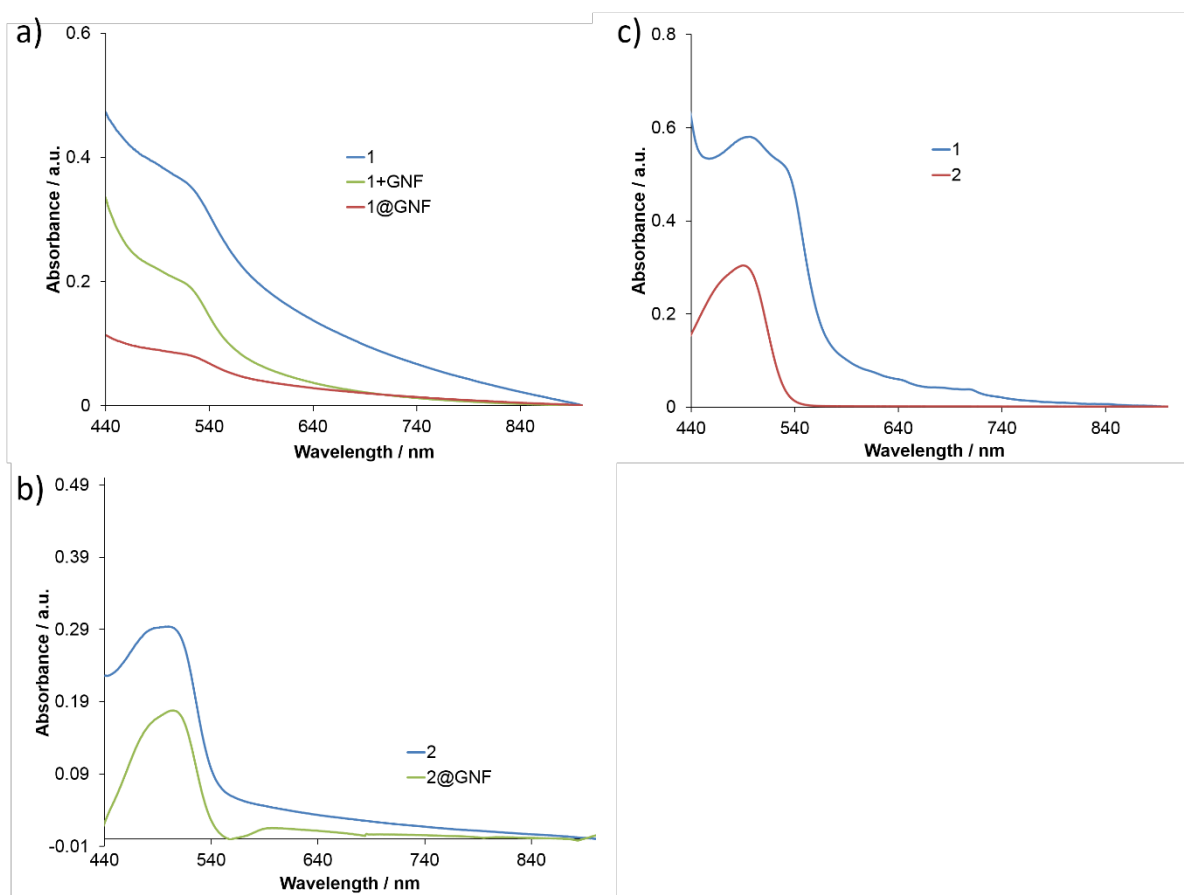 a)
0.6
0.4
0.2
0
Absorbance / a.u.
1
1+GNF
1@GNF
440 540 640 740 840
Wavelength / nm
c)
0.8
0.6
0.4
0.2
0
Absorbance / a.u.
1
2
440 540 640 740 840
Wavelength / nm
b)
0.49
0.39
0.29
0.19
0.09
-0.01
Absorbance / a.u.
2
2@GNF
440 540 640 740 840
Wavelength / nm